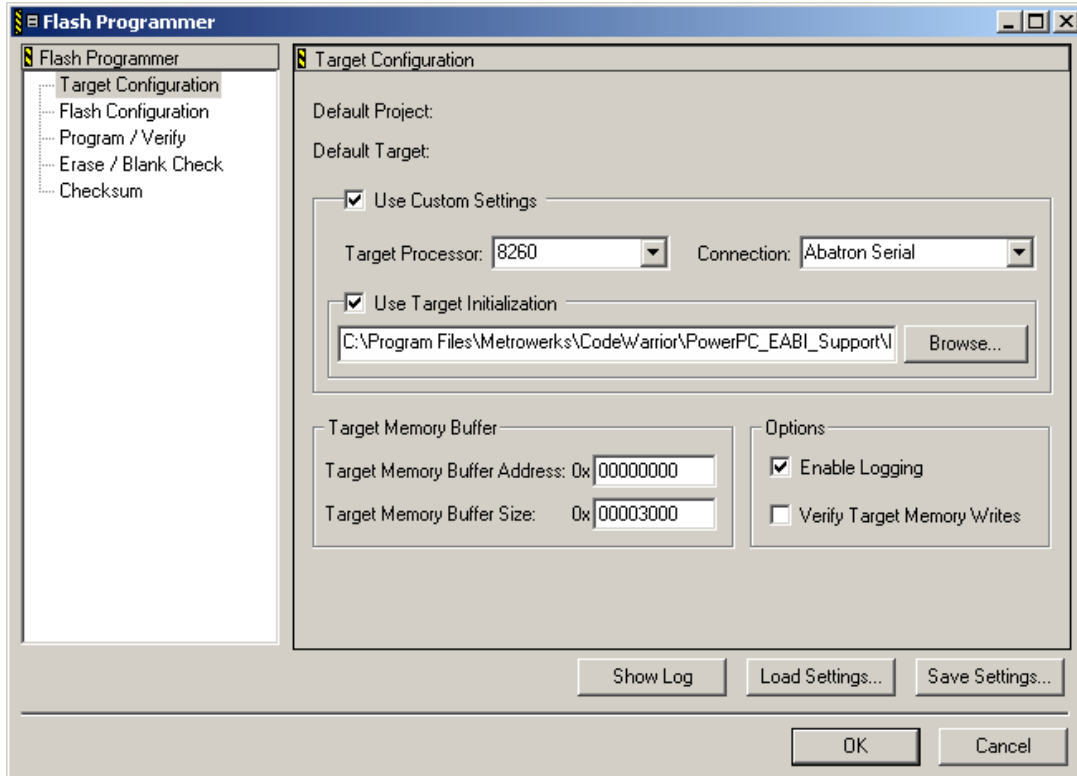 Flash Programmer
Flash Programmer
Target Configuration
Flash Configuration
Program / Verify
Erase / Blank Check
Checksum
Target Configuration
Default Project:
Default Target:
Use Custom Settings
Target Processor: 8260 Connection: Abatron Serial
Use Target Initialization
C:\Program Files\Metrowerks\CodeWarrior\PowerPC_EABI_Support\ Browse...
Target Memory Buffer
Target Memory Buffer Address: 0x 00000000
Target Memory Buffer Size: 0x 00003000
Options
Enable Logging
Verify Target Memory Writes
Show Log Load Settings... Save Settings...
OK Cancel